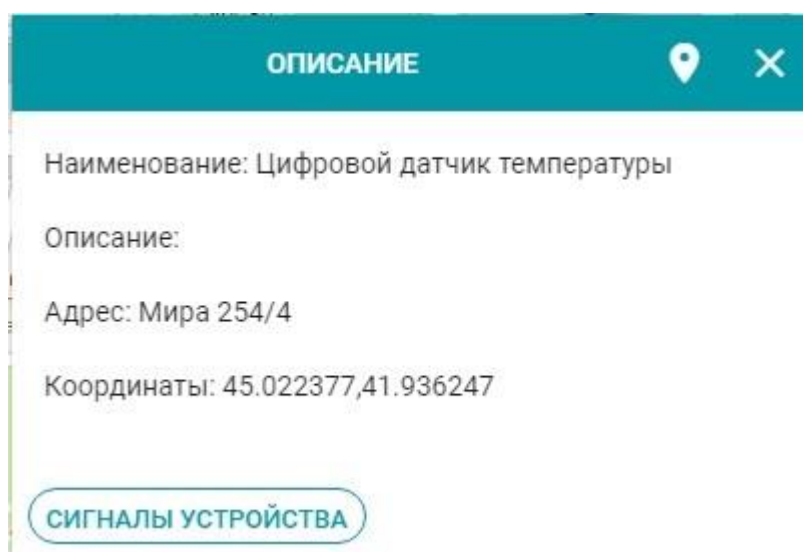 ОПИСАНИЕ
Наименование: Цифровой датчик температуры
Описание:
Адрес: Мира 254/4
Координаты: 45.022377,41.936247
СИГНАЛЫ УСТРОЙСТВА